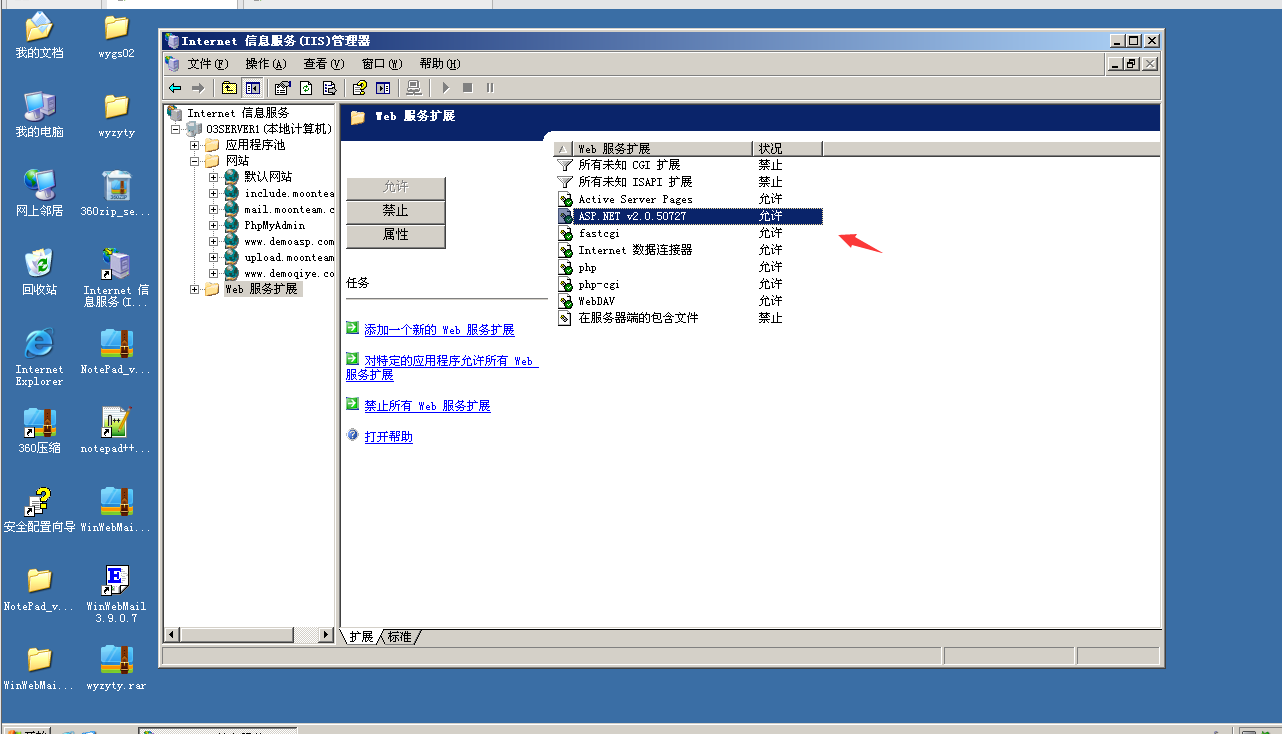 我的文档
wygs02
我的电脑
wyzyty
网上邻居
360zip_se...
回收站
Internet 信
息服务(I...
Internet
Explorer
NotePad_v...
360压缩
notepad++...
安全配置向导
WinWebMai...
NotePad_v...
WinWebMail
3.9.0.7
WinWebMai...
wyzyty.rar
Internet 信息服务(IIS)管理器
文件(F) 操作(A) 查看(V) 窗口(W) 帮助(H)
Internet 信息服务
03SERVER1(本地计算机)
应用程序池
网站
默认网站
include.moontea
mail.moonteam.c
PhpMyAdmin
www.demoasp.com
upload.moonteam
www.demoqiye.co
Web 服务扩展
Web 服务扩展
允许
禁止
属性
任务
添加一个新的 Web 服务扩展
对特定的应用程序允许所有 Web
服务扩展
禁止所有 Web 服务扩展
打开帮助
Web 服务扩展 状况
所有未知 CGI 扩展 禁止
所有未知 ISAPI 扩展 禁止
Active Server Pages 允许
ASP.NET v2.0.50727 允许
fastcgi 允许
Internet 数据连接器 允许
php 允许
php-cgi 允许
WebDAV 允许
在服务器端的包含文件 禁止
扩展 标准